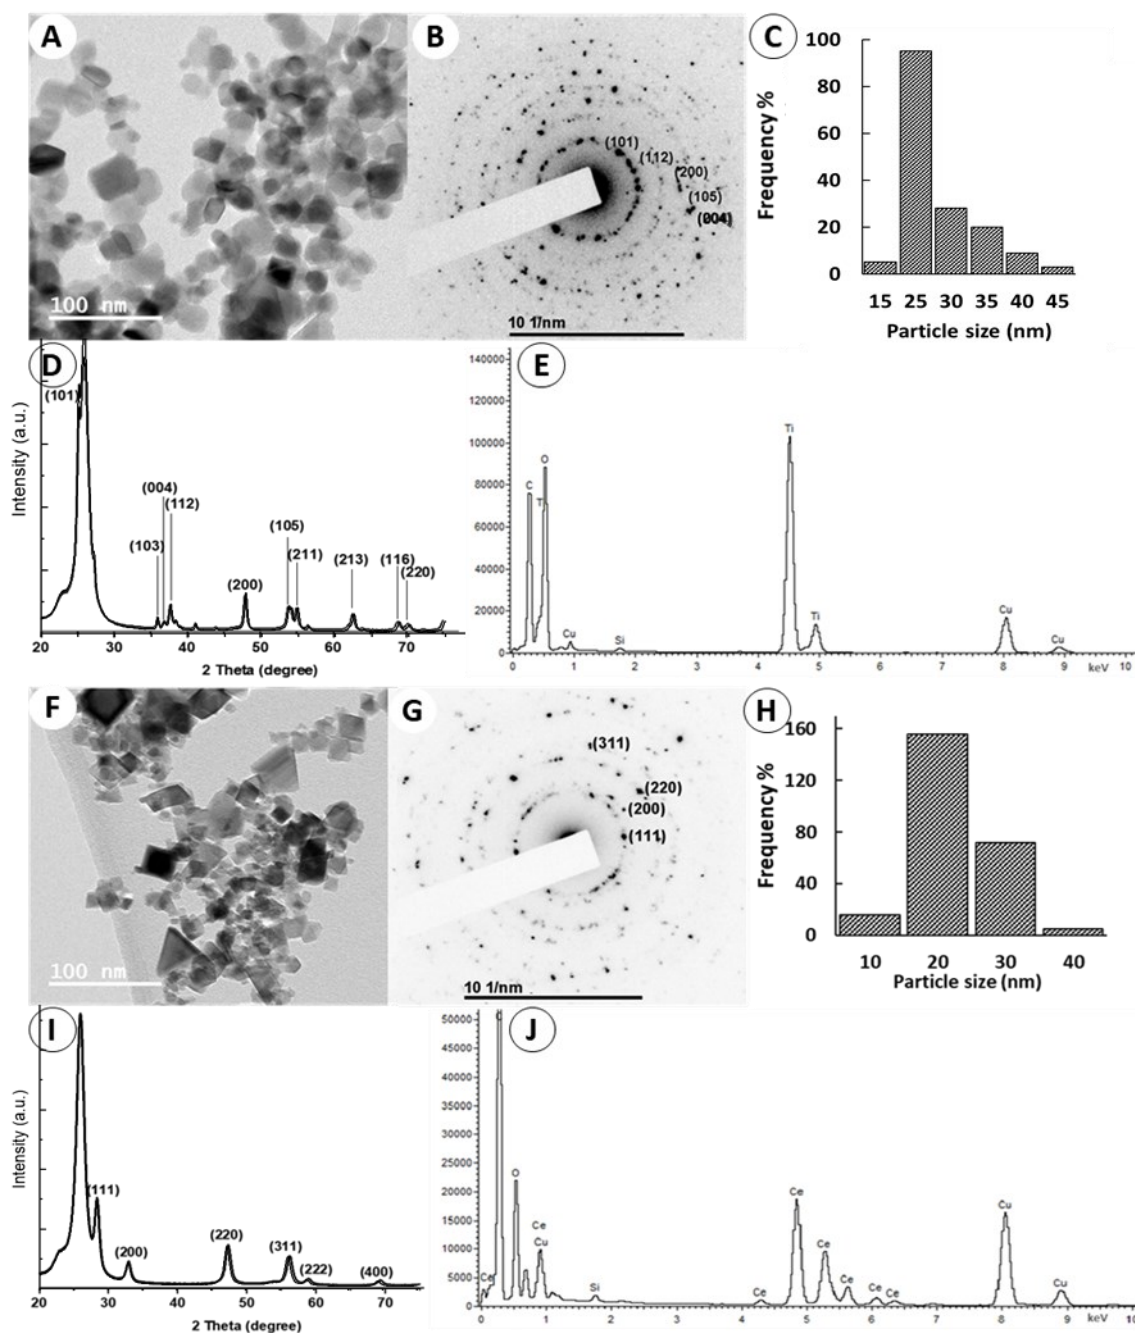 A
100 nm
B
(101)
(112)
(200)
(105)
(004)
10 1/nm
C
Frequency %
100
80
60
40
20
0
15 25 30 35 40 45
Particle size (nm)
D
Intensity (a.u.)
(101)
(004)
(112)
(103)
(200)
(105)
(211)
(213)
(116)
(220)
20 30 40 50 60 70
2 Theta (degree)
E
140000
120000
100000
80000
60000
40000
20000
0
C
Ti
O
Cu
Si
Ti
Ti
Cu
Cu
0 1 2 3 4 5 6 7 8 9 10
keV
F
100 nm
G
(311)
(220)
(200)
(111)
10 1/nm
H
Frequency %
160
120
80
40
0
10 20 30 40
Particle size (nm)
I
Intensity (a.u.)
(111)
(200)
(220)
(311)
(222)
(400)
20 30 40 50 60 70
2 Theta (degree)
J
50000
45000
40000
35000
30000
25000
20000
15000
10000
5000
0
Ce
O
Ce
Cu
Si
Ce
Ce
Ce
Ce
Ce
Ce
Cu
Cu
0 1 2 3 4 5 6 7 8 9 10
keV